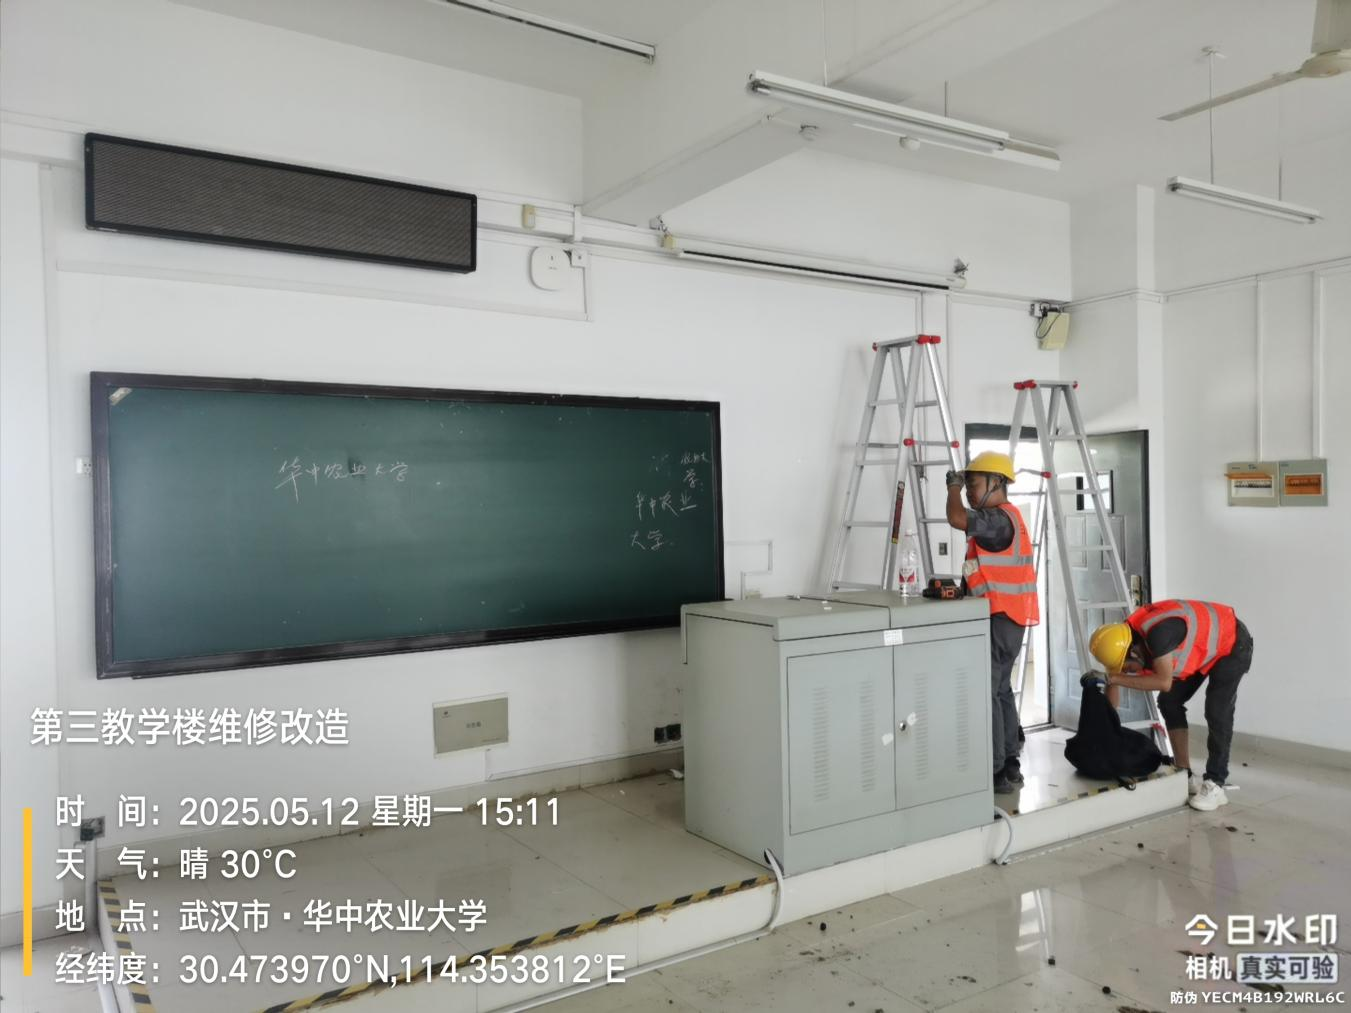 华中农业大学
学:
华中农业
大学.
第三教学楼维修改造
时 间: 2025.05.12 星期一 15:11
天 气: 晴 30°C
地 点: 武汉市·华中农业大学
经纬度: 30.473970°N,114.353812°E
今日水印
相机 真实可验
防伪 YECM4B192WRL6C